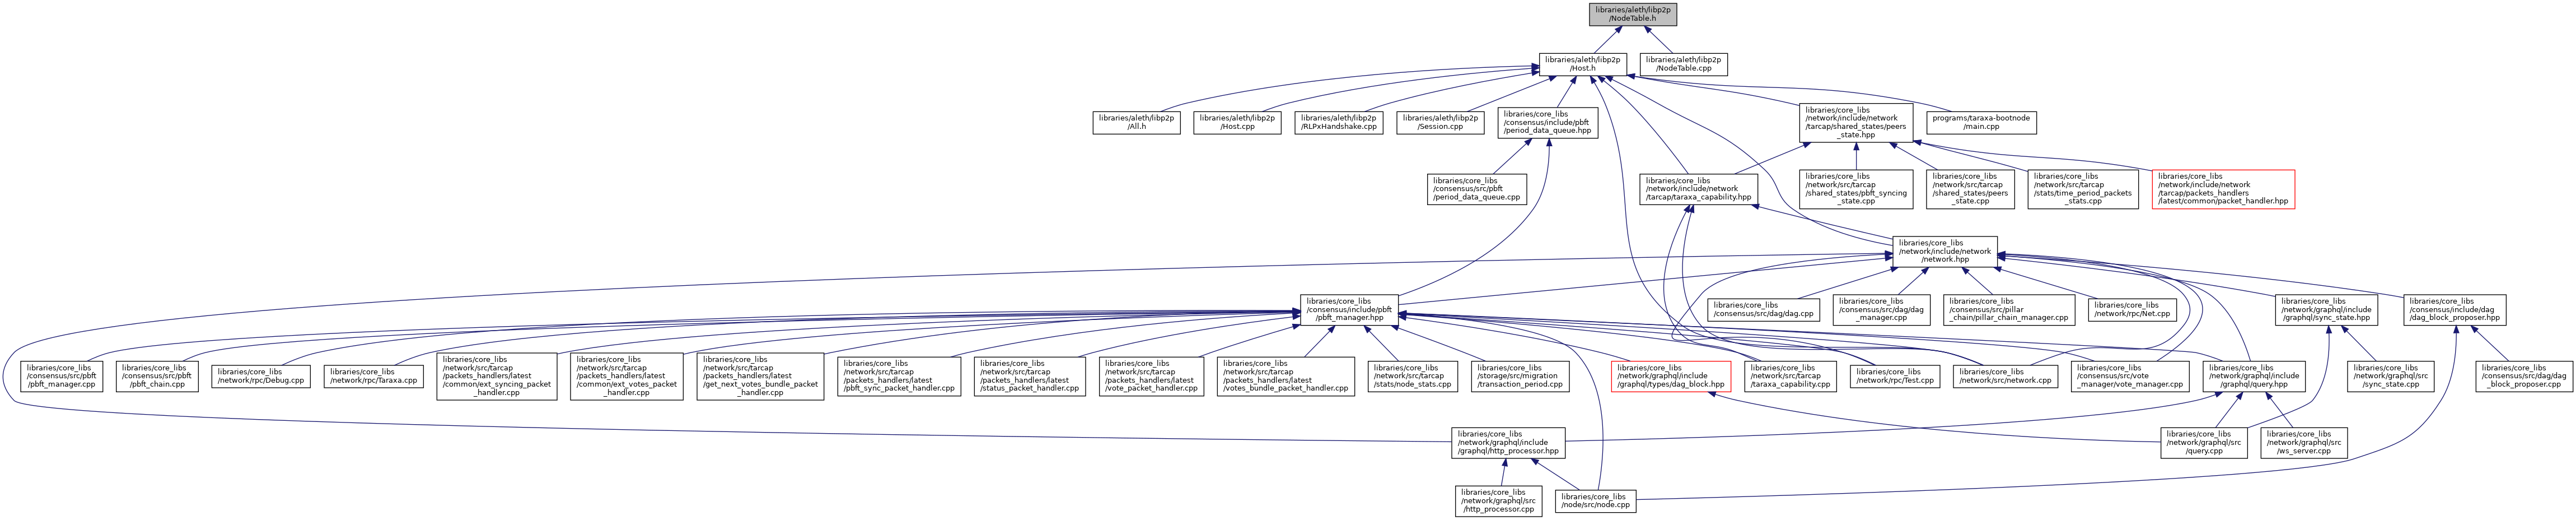 libraries/aleth/libp2p
/NodeTable.h
libraries/aleth/libp2p
/Host.h
libraries/aleth/libp2p
/NodeTable.cpp
libraries/aleth/libp2p
/All.h
libraries/aleth/libp2p
/Host.cpp
libraries/aleth/libp2p
/RLPxHandshake.cpp
libraries/aleth/libp2p
/Session.cpp
libraries/core_libs
/consensus/include/pbft
/period_data_queue.hpp
libraries/core_libs
/network/include/network
/tarcap/shared_states/peers
_state.hpp
programs/taraxa-bootnode
/main.cpp
libraries/core_libs
/consensus/src/pbft
/period_data_queue.cpp
libraries/core_libs
/network/include/network
/tarcap/taraxa_capability.hpp
libraries/core_libs
/network/src/tarcap
/shared_states/pbft_syncing
_state.cpp
libraries/core_libs
/network/src/tarcap
/shared_states/peers
_state.cpp
libraries/core_libs
/network/src/tarcap
/stats/time_period_packets
_stats.cpp
libraries/core_libs
/network/include/network
/tarcap/packets_handlers
/latest/common/packet_handler.hpp
libraries/core_libs
/network/include/network
/network.hpp
libraries/core_libs
/consensus/include/pbft
/pbft_manager.hpp
libraries/core_libs
/consensus/src/dag/dag.cpp
libraries/core_libs
/consensus/src/dag/dag
_manager.cpp
libraries/core_libs
/consensus/src/pillar
_chain/pillar_chain_manager.cpp
libraries/core_libs
/network/rpc/Net.cpp
libraries/core_libs
/network/graphql/include
/graphql/sync_state.hpp
libraries/core_libs
/consensus/include/dag
/dag_block_proposer.hpp
libraries/core_libs
/consensus/src/pbft
/pbft_manager.cpp
libraries/core_libs
/consensus/src/pbft
/pbft_chain.cpp
libraries/core_libs
/network/rpc/Debug.cpp
libraries/core_libs
/network/rpc/Taraxa.cpp
libraries/core_libs
/network/src/tarcap
/packets_handlers/latest
/common/ext_syncing_packet
_handler.cpp
libraries/core_libs
/network/src/tarcap
/packets_handlers/latest
/common/ext_votes_packet
_handler.cpp
libraries/core_libs
/network/src/tarcap
/packets_handlers/latest
/get_next_votes_bundle_packet
_handler.cpp
libraries/core_libs
/network/src/tarcap
/packets_handlers/latest
/pbft_sync_packet_handler.cpp
libraries/core_libs
/network/src/tarcap
/packets_handlers/latest
/status_packet_handler.cpp
libraries/core_libs
/network/src/tarcap
/packets_handlers/latest
/vote_packet_handler.cpp
libraries/core_libs
/network/src/tarcap
/packets_handlers/latest
/votes_bundle_packet_handler.cpp
libraries/core_libs
/network/src/tarcap
/stats/node_stats.cpp
libraries/core_libs
/storage/src/migration
/transaction_period.cpp
libraries/core_libs
/network/graphql/include
/graphql/types/dag_block.hpp
libraries/core_libs
/network/src/tarcap
/taraxa_capability.cpp
libraries/core_libs
/network/rpc/Test.cpp
libraries/core_libs
/network/src/network.cpp
libraries/core_libs
/consensus/src/vote
_manager/vote_manager.cpp
libraries/core_libs
/network/graphql/include
/graphql/query.hpp
libraries/core_libs
/network/graphql/src
/sync_state.cpp
libraries/core_libs
/consensus/src/dag/dag
_block_proposer.cpp
libraries/core_libs
/network/graphql/include
/graphql/http_processor.hpp
libraries/core_libs
/network/graphql/src
/query.cpp
libraries/core_libs
/network/graphql/src
/ws_server.cpp
libraries/core_libs
/network/graphql/src
/http_processor.cpp
libraries/core_libs
/node/src/node.cpp